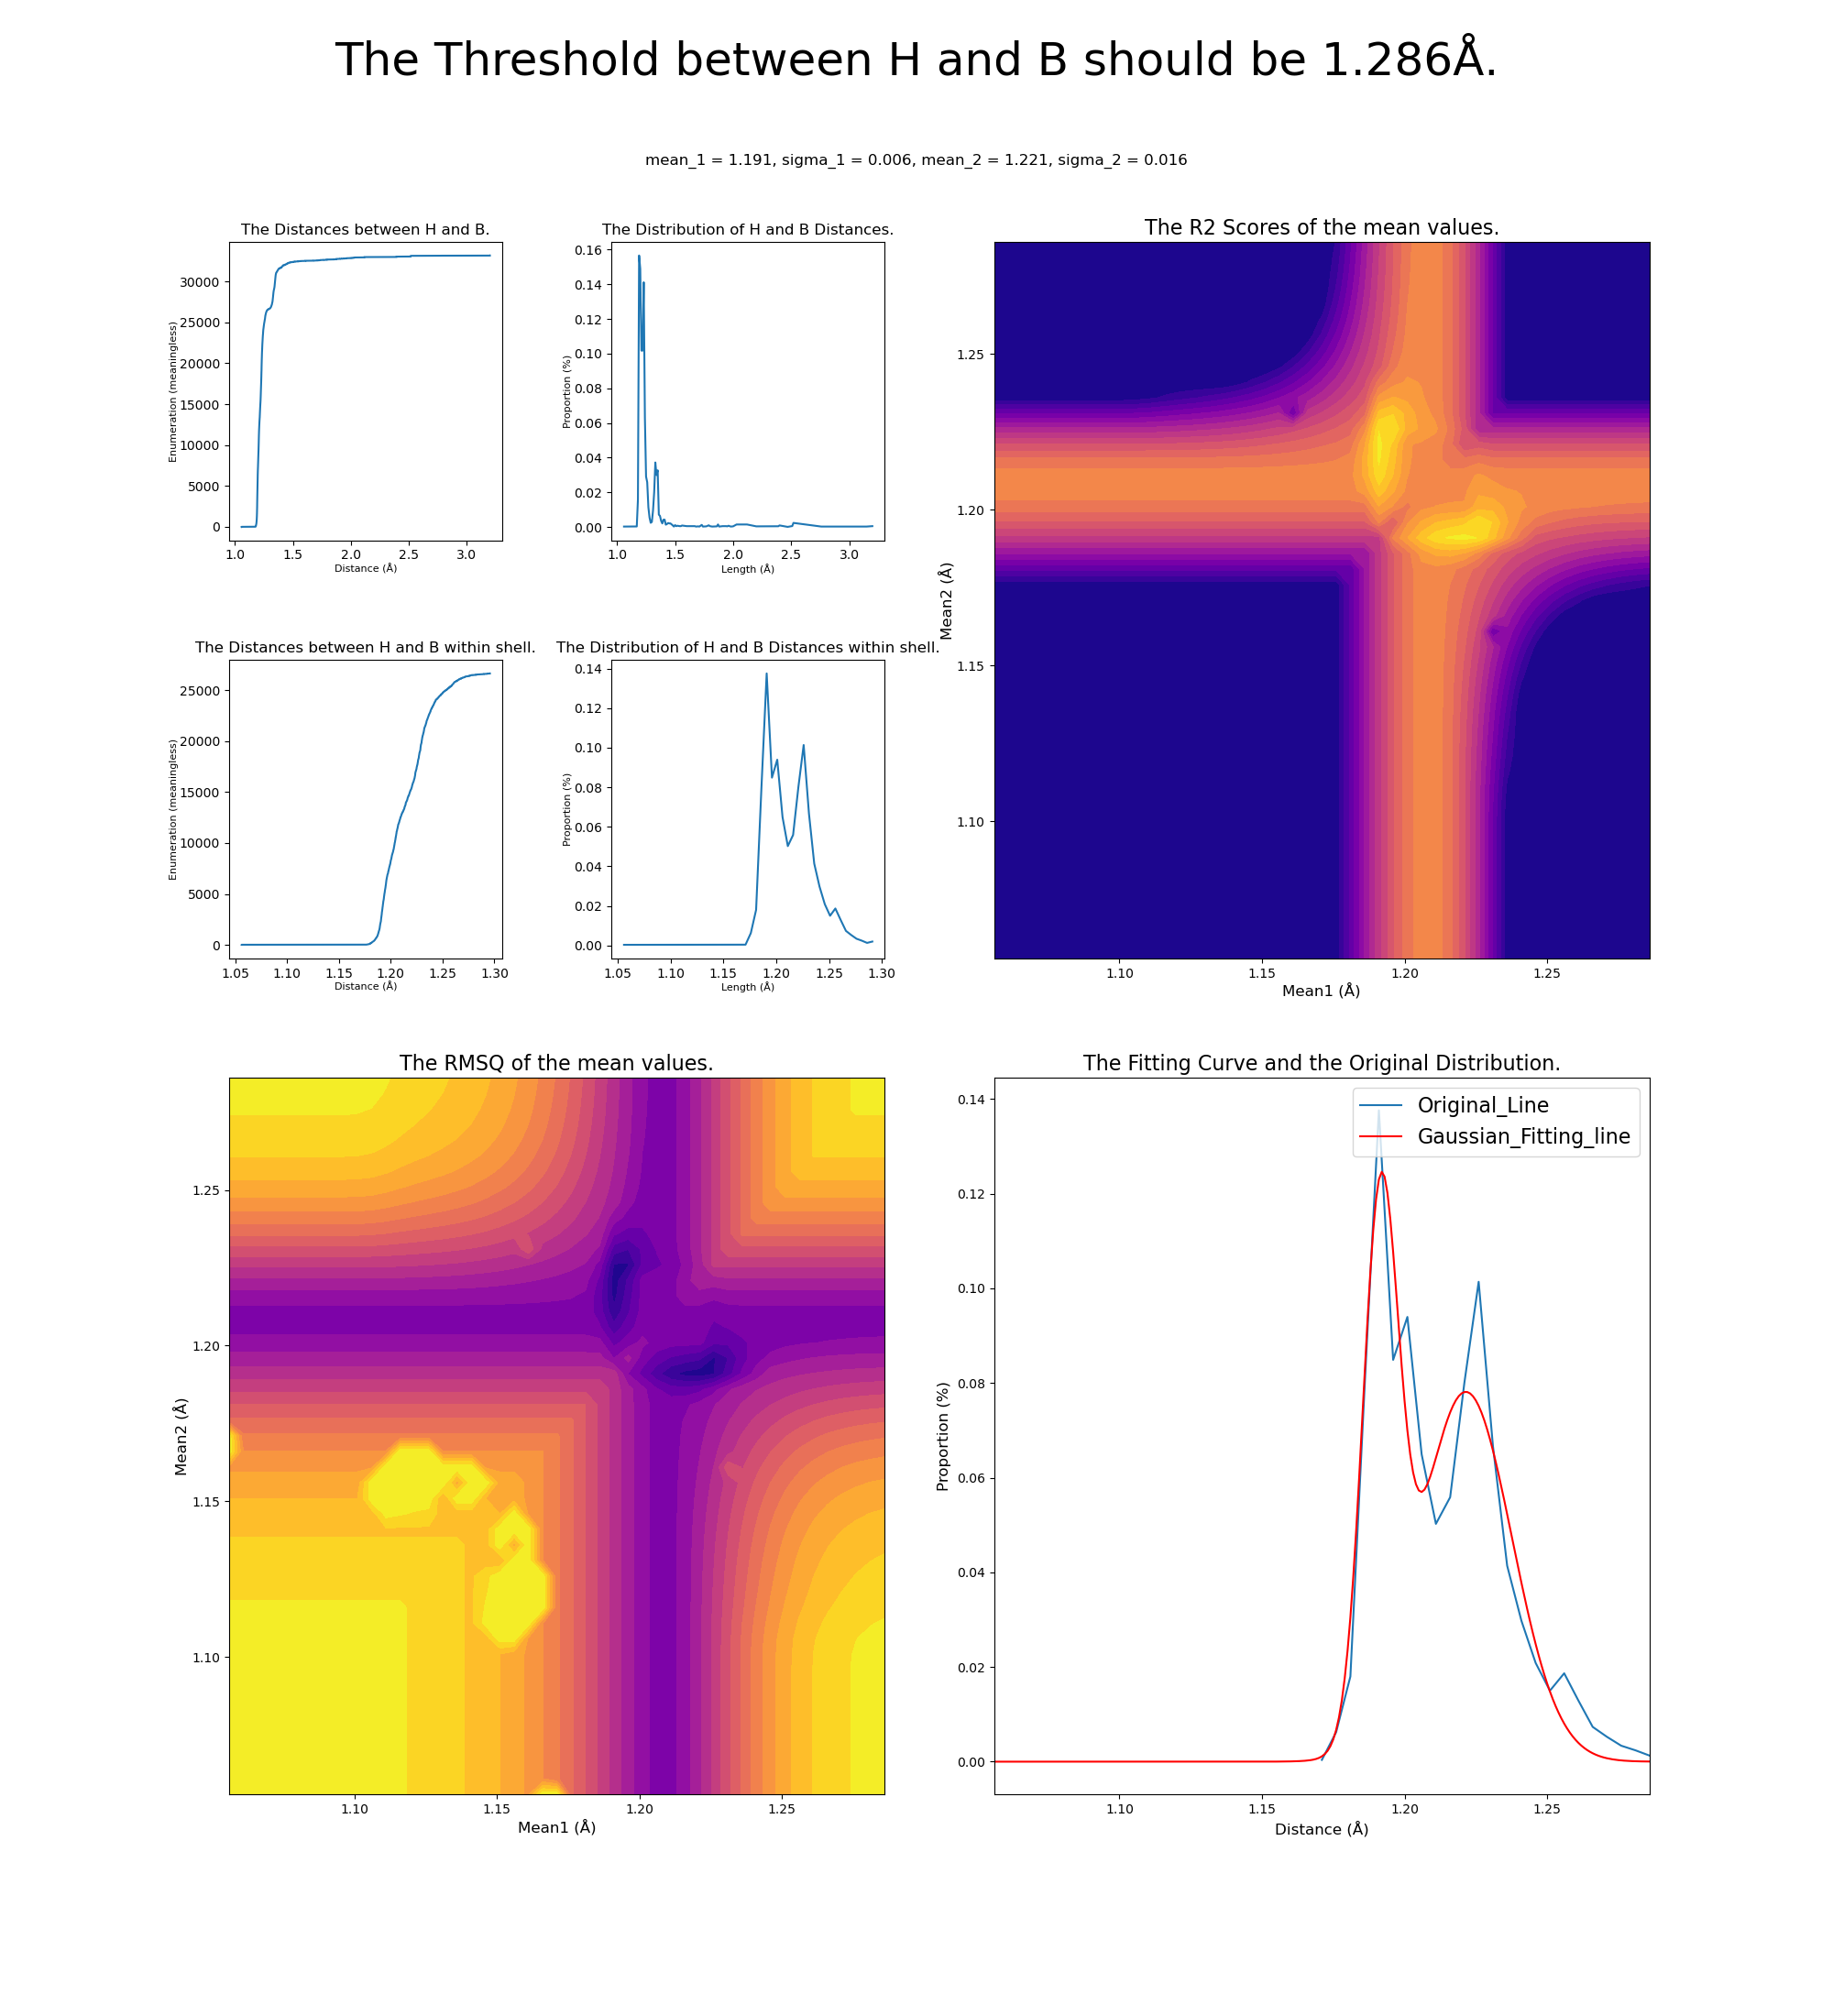 The Threshold between H and B should be 1.286Å.
mean_1 = 1.191, sigma_1 = 0.006, mean_2 = 1.221, sigma_2 = 0.016
The Distances between H and B.
Enumeration (meaningless)
30000
25000
20000
15000
10000
5000
0
1.0 1.5 2.0 2.5 3.0
Distance (Å)
The Distribution of H and B Distances.
Proportion (%)
0.16
0.14
0.12
0.10
0.08
0.06
0.04
0.02
0.00
1.0 1.5 2.0 2.5 3.0
Length (Å)
The R2 Scores of the mean values.
Mean2 (Å)
1.25
1.20
1.15
1.10
1.10 1.15 1.20 1.25
Mean1 (Å)
The Distances between H and B within shell.
Enumeration (meaningless)
25000
20000
15000
10000
5000
0
1.05 1.10 1.15 1.20 1.25 1.30
Distance (Å)
The Distribution of H and B Distances within shell.
Proportion (%)
0.14
0.12
0.10
0.08
0.06
0.04
0.02
0.00
1.05 1.10 1.15 1.20 1.25 1.30
Length (Å)
The RMSQ of the mean values.
Mean2 (Å)
1.25
1.20
1.15
1.10
1.10 1.15 1.20 1.25
Mean1 (Å)
The Fitting Curve and the Original Distribution.
Original_Line
Gaussian_Fitting_line
Proportion (%)
0.14
0.12
0.10
0.08
0.06
0.04
0.02
0.00
1.10 1.15 1.20 1.25
Distance (Å)